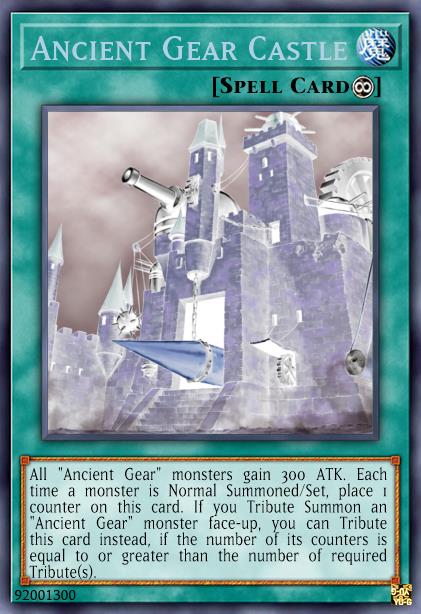 ANCIENT GEAR CASTLE
魔
[SPELL CARD]
All "Ancient Gear" monsters gain 300 ATK. Each
time a monster is Normal Summoned/Set, place 1
counter on this card. If you Tribute Summon an
"Ancient Gear" monster face-up, you can Tribute
this card instead, if the number of its counters is
equal to or greater than the number of required
Tribute(s).
92001300